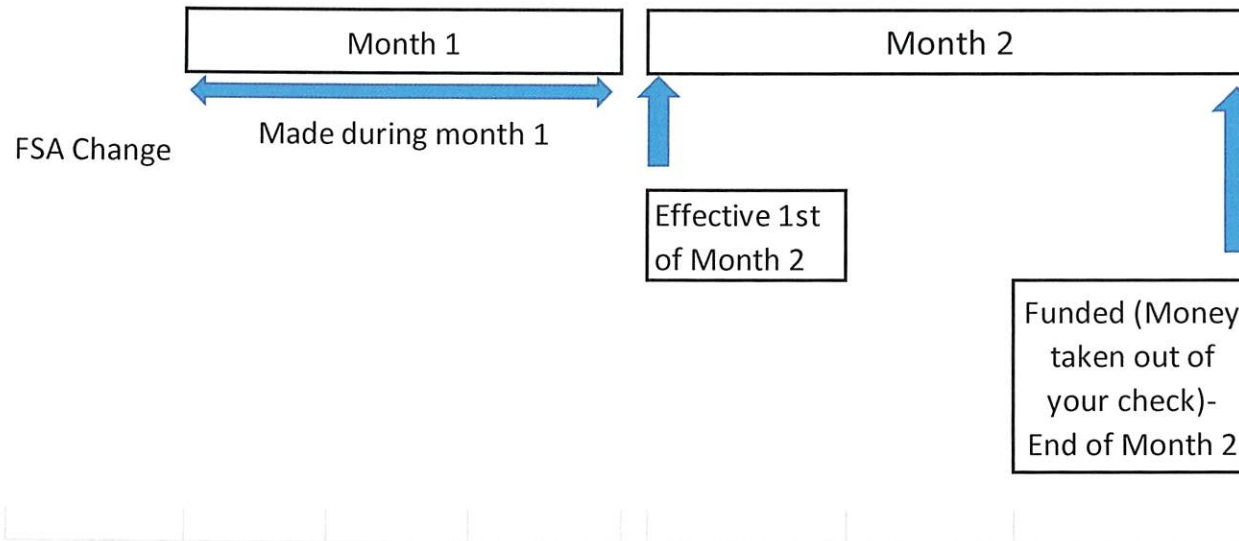 Month 1
Month 2
FSA Change
Made during month 1
Effective 1st
of Month 2
Funded (Money
taken out of
your check)-
End of Month 2